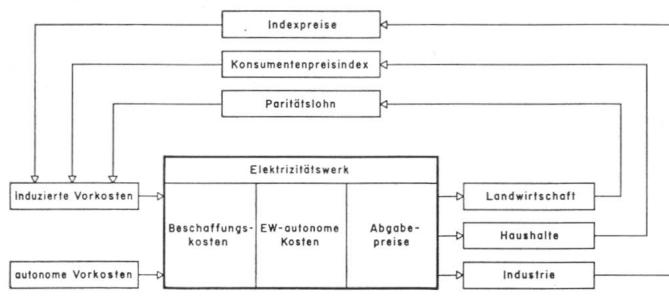 Indexpreise
Konsumentenpreisindex
Paritätslohn
Elektrizitätswerk
induzierte Vorkosten
Beschaffungs-
kosten
EW-autonome
Kosten
Abgabe-
preise
Landwirtschaft
Haushalte
autonome Vorkosten
Industrie